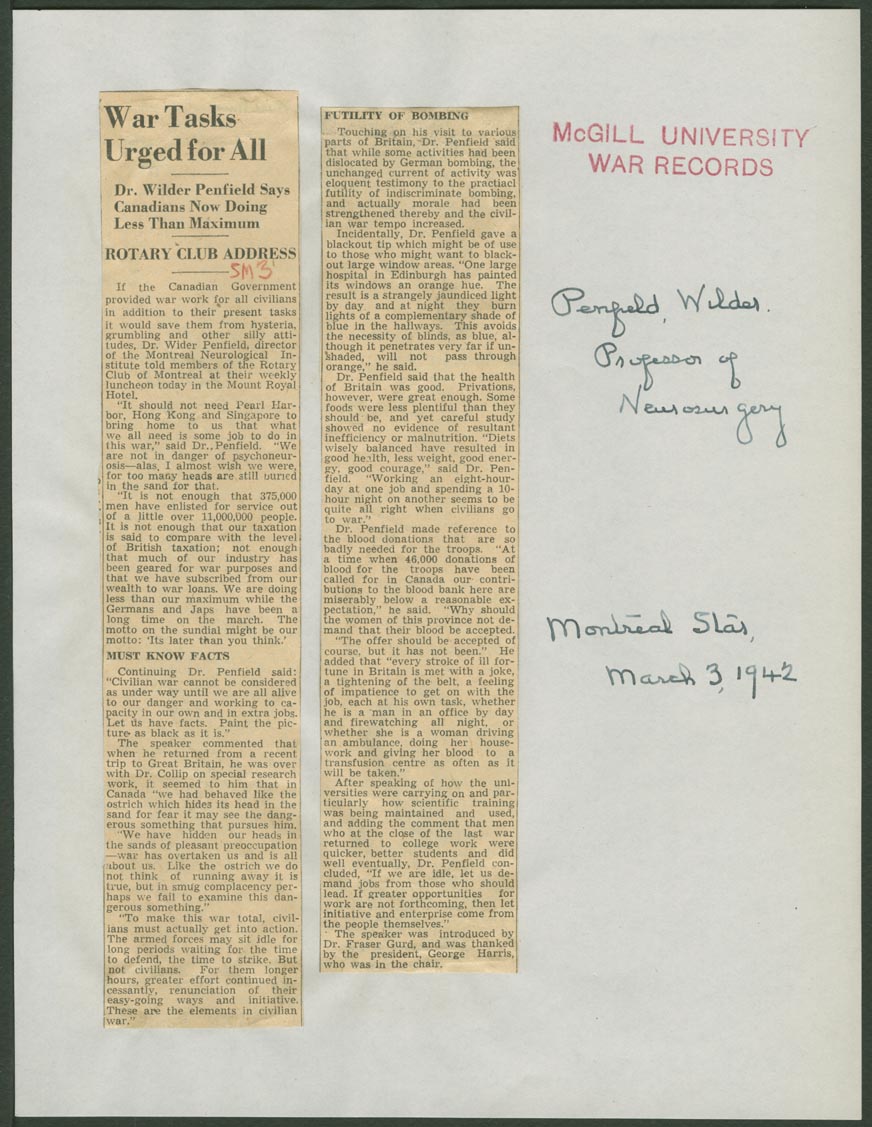 War Tasks
Urged for All
Dr. Wilder Penfield Says
Canadians Now Doing
Less Than Maximum
ROTARY CLUB ADDRESS
SM3
If the Canadian Government
provided war work for all civilians
in addition to their present tasks
it would save them from hysteria,
grumbling and other silly atti-
tudes, Dr. Wider Penfield, director
of the Montreal Neurological In-
stitute told members of the Rotary
Club of Montreal at their weekly
luncheon today in the Mount Royal
Hotel.
"It should not need Pearl Har-
bor, Hong Kong and Singapore to
bring home to us that what
we all need is some job to do in
this war," said Dr. Penfield. "We
are not in danger of psychoneur-
osis—alas, I almost wish we were,
for too many heads are still buried
in the sand for that.
"It is not enough that 375,000
men have enlisted for service out
of a little over 11,000,000 people.
It is not enough that our taxation
is said to compare with the level
of British taxation; not enough
that much of our industry has
been geared for war purposes and
that we have subscribed from our
wealth to war loans. We are doing
less than our maximum while the
Germans and Japs have been a
long time on the march. The
motto on the sundial might be our
motto: 'Its later than you think.'
MUST KNOW FACTS
Continuing Dr. Penfield said:
"Civilian war cannot be considered
as under way until we are all alive
to our danger and working to ca-
pacity in our own and in extra jobs.
Let us have facts. Paint the pic-
ture as black as it is."
The speaker commented that
when he returned from a recent
trip to Great Britain, he was over
with Dr. Collip on special research
work, it seemed to him that in
Canada "we had behaved like the
ostrich which hides its head in the
sand for fear it may see the dang-
erous something that pursues him.
"We have hidden our heads in
the sands of pleasant preoccupation
—war has overtaken us and is all
about us. Like the ostrich we do
not think of running away it is
true, but in smug complacency per-
haps we fail to examine this dan-
gerous something."
"To make this war total, civil-
ians must actually get into action.
The armed forces may sit idle for
long periods waiting for the time
to defend, the time to strike. But
not civilians. For them longer
hours, greater effort continued in-
cessantly, renunciation of their
easy-going ways and initiative.
These are the elements in civilian
war."
FUTILITY OF BOMBING
Touching on his visit to various
parts of Britain, Dr. Penfield said
that while some activities had been
dislocated by German bombing, the
unchanged current of activity was
eloquent testimony to the practiacl
futility of indiscriminate bombing,
and actually morale had been
strengthened thereby and the civil-
ian war tempo increased.
Incidentally, Dr. Penfield gave a
blackout tip which might be of use
to those who might want to black-
out large window areas. "One large
hospital in Edinburgh has painted
its windows an orange hue. The
result is a strangely jaundiced light
by day, and at night they burn
lights of a complementary shade of
blue in the hallways. This avoids
the necessity of blinds, as blue, al-
though it penetrates very far if un-
shaded, will not pass through
orange," he said.
Dr. Penfield said that the health
of Britain was good. Privations,
however, were great enough. Some
foods were less plentiful than they
should be, and yet careful study
showed no evidence of resultant
inefficency or malnutrition. "Diets
wisely balanced have resulted in
good health, less weight, good ener-
gy, good courage," said Dr. Pen-
field. "Working an eight-hour-
day at one job and spending a 10-
hour night on another seems to be
quite all right when civilians go
to war."
Dr. Penfield made reference to
the blood donations that are so
badly needed for the troops. "At
a time when 46,000 donations of
blood for the troops have been
called for in Canada our contri-
butions to the blood bank here are
miserably below a reasonable ex-
pectation," he said. "Why should
the women of this province not de-
mand that their blood be accepted.
"The offer should be accepted of
course, but it has not been." He
added that "every stroke of ill for-
tune in Britain is met with a joke,
a tightening of the belt, a feeling
of impatience to get on with the
job, each at his own task, whether
he is a man in an office by day
and firewatching all night, or
whether she is a woman driving
an ambulance, doing her house-
work and giving her blood to a
transfusion centre as often as it
will be taken."
After speaking of how the uni-
versities were carrying on and par-
ticularly how scientific training
was being maintained and used,
and adding the comment that men
who at the close of the last war
returned to college work were
quicker, better students and did
well eventually, Dr. Penfield con-
cluded, "If we are idle, let us de-
mand jobs from those who should
lead. If greater opportunities for
work are not forthcoming, then let
initiative and enterprise come from
the people themselves."
The speaker was introduced by
Dr. Fraser Gurd, and was thanked
by the president, George Harris,
who was in the chair.
McGILL UNIVERSITY
WAR RECORDS
Penfield, Wilder.
Professor of
Neurosurgery
Montreal Star,
March 3, 1942